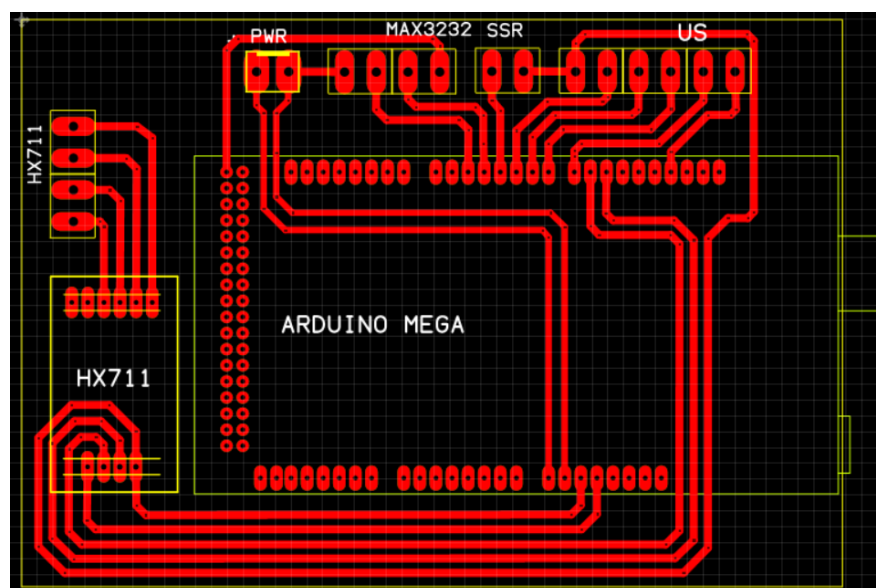 PWR
MAX3232
SSR
US
HX711
ARDUINO MEGA
HX711